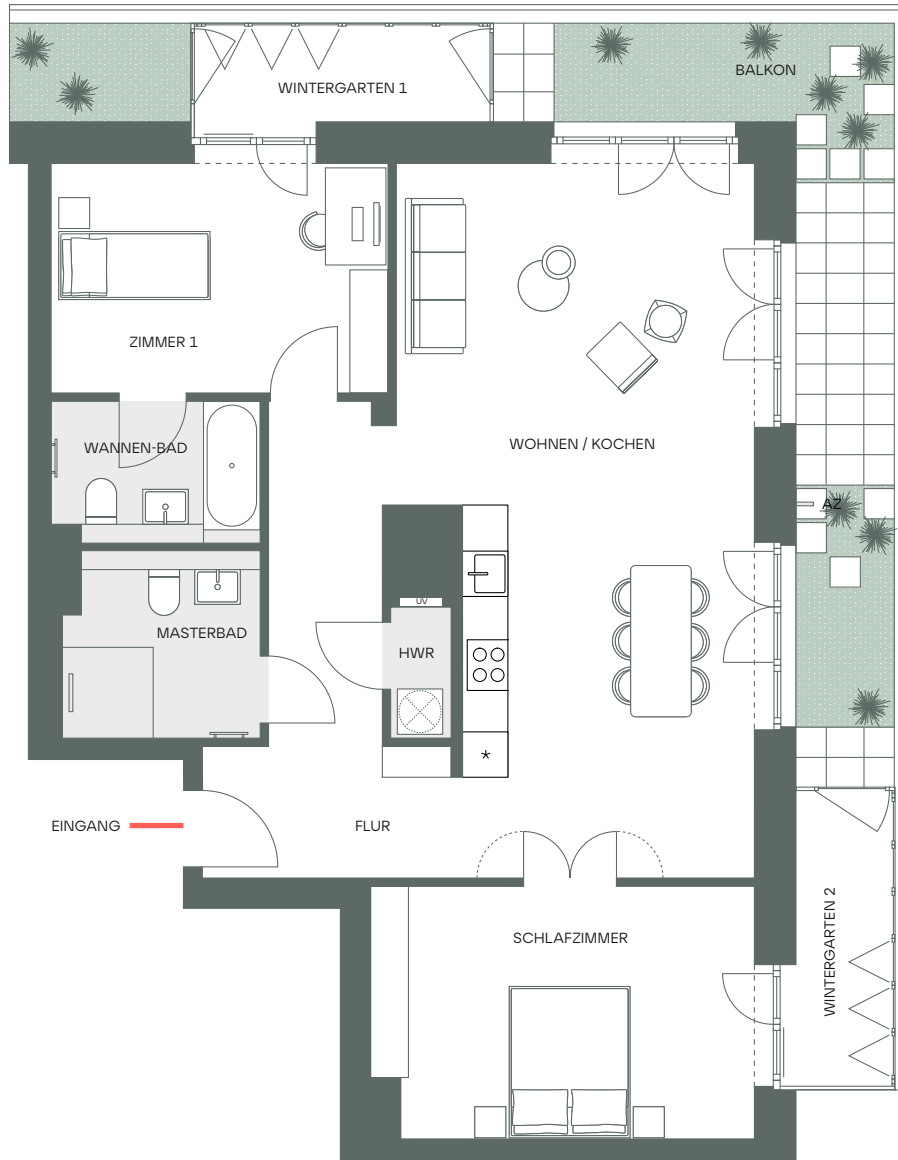 BALKON
WINTERGARTEN 1
ZIMMER 1
WANNEN-BAD
WOHNEN / KOCHEN
AZ
UV
MASTERBAD
HWR
*
EINGANG
FLUR
SCHLAFZIMMER
WINTERGARTEN 2